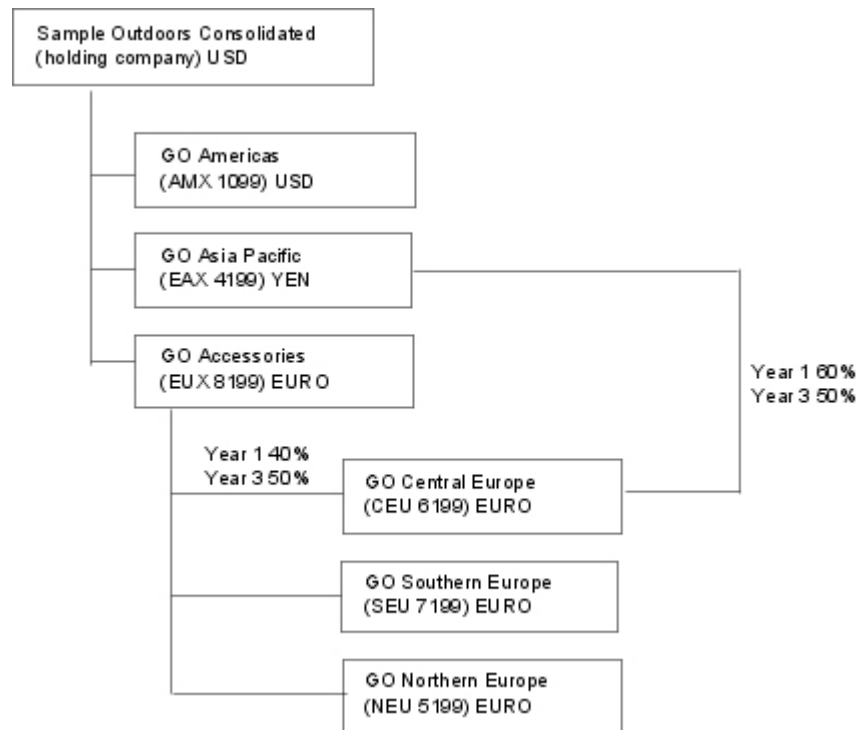 Sample Outdoors Consolidated
(holding company) USD
GO Americas
(AMX 1099) USD
GO Asia Pacific
(EAX 4199) YEN
GO Accessories
(EUX 8199) EURO
Year 1 60%
Year 3 50%
Year 1 40%
Year 3 50%
GO Central Europe
(CEU 6199) EURO
GO Southern Europe
(SEU 7199) EURO
GO Northern Europe
(NEU 5199) EURO